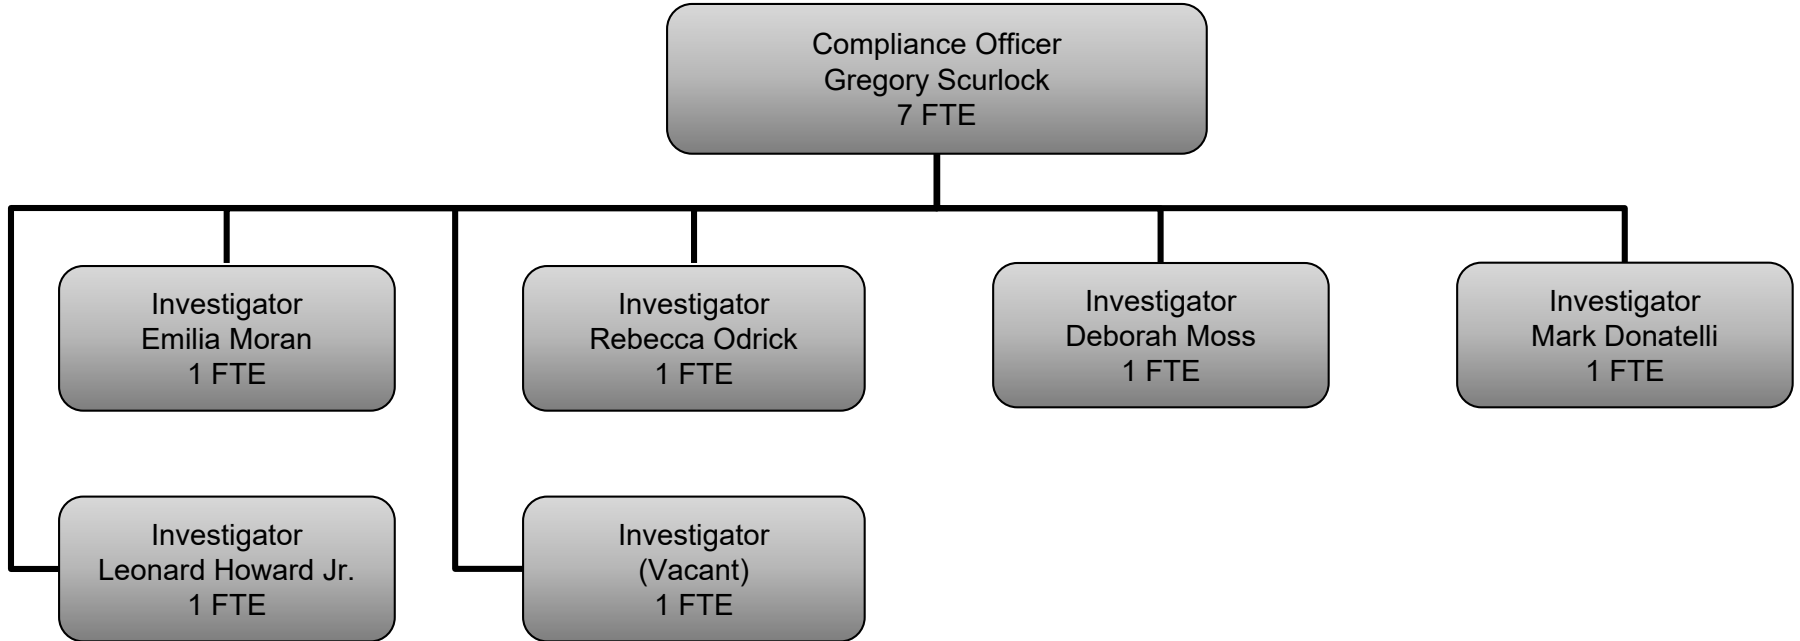 Compliance Officer
Gregory Scurlock
7 FTE
Investigator
Emilia Moran
1 FTE
Investigator
Rebecca Odrick
1 FTE
Investigator
Deborah Moss
1 FTE
Investigator
Mark Donatelli
1 FTE
Investigator
Leonard Howard Jr.
1 FTE
Investigator
(Vacant)
1 FTE